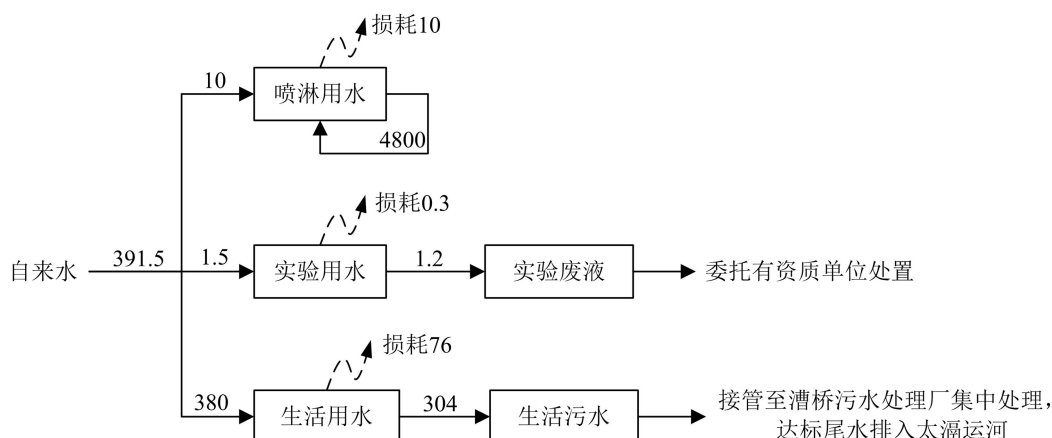 损耗10
10
喷淋用水
4800
损耗0.3
自来水
391.5
1.5
实验用水
1.2
实验废液
委托有资质单位处置
损耗76
380
生活用水
304
生活污水
接管至漕桥污水处理厂集中处理，
达标尾水排入太滆运河